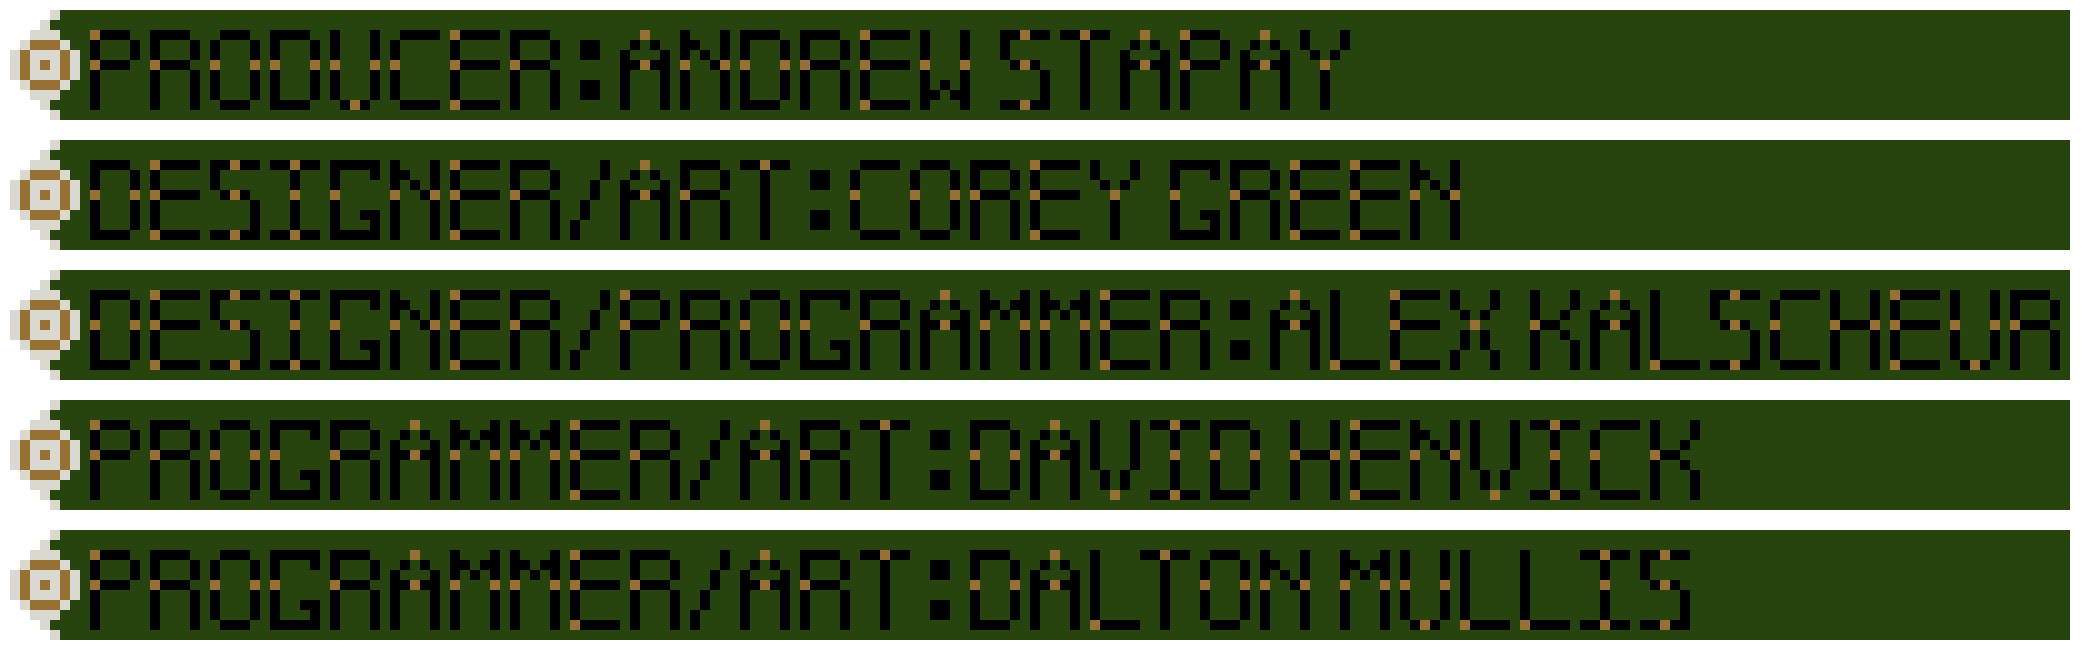 PRODUCER:ANDREW STAPAY
DESIGNER/ART:COREY GREEN
DESIGNER/PROGRAMMER:ALEX KALSCHEUR
PROGRAMMER/ART:DAVID HENVICK
PROGRAMMER/ART:DALTON MULLIS